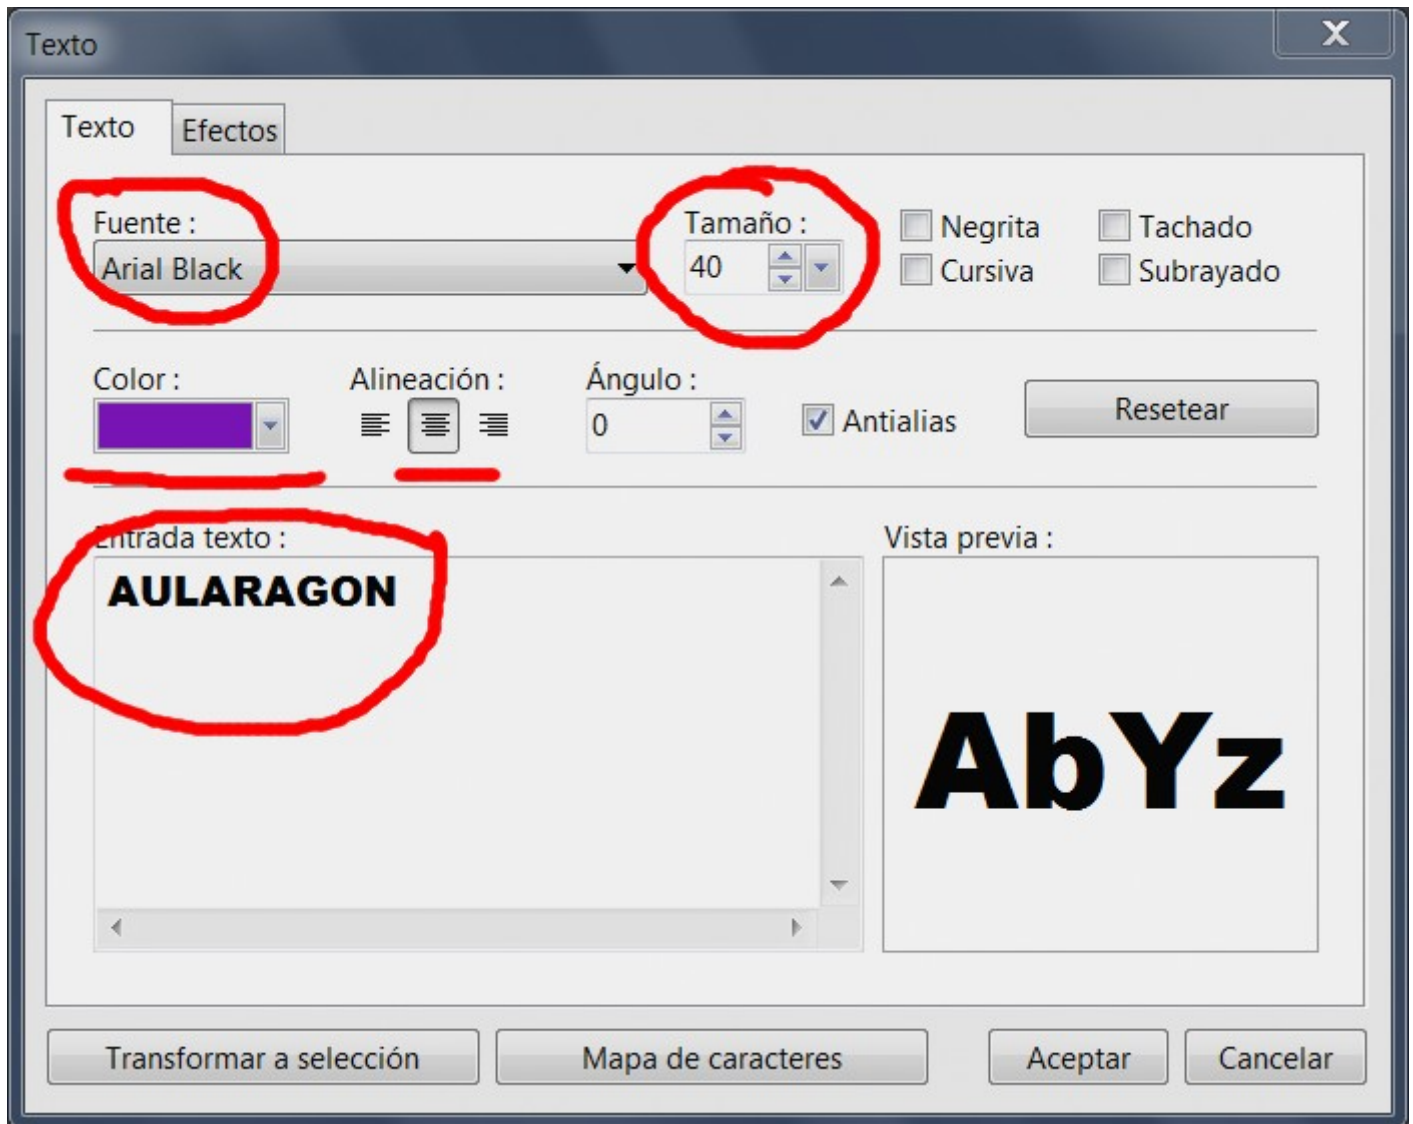 Texto X
Texto Efectos
Fuente : Tamaño :
Arial Black 40
Negrita Tachado
Cursiva Subrayado
Color : Alineación : Ángulo :
0 Antialias Resetear
Entrada texto : Vista previa :
AULARAGON
AbYz
Transformar a selección Mapa de caracteres Aceptar Cancelar